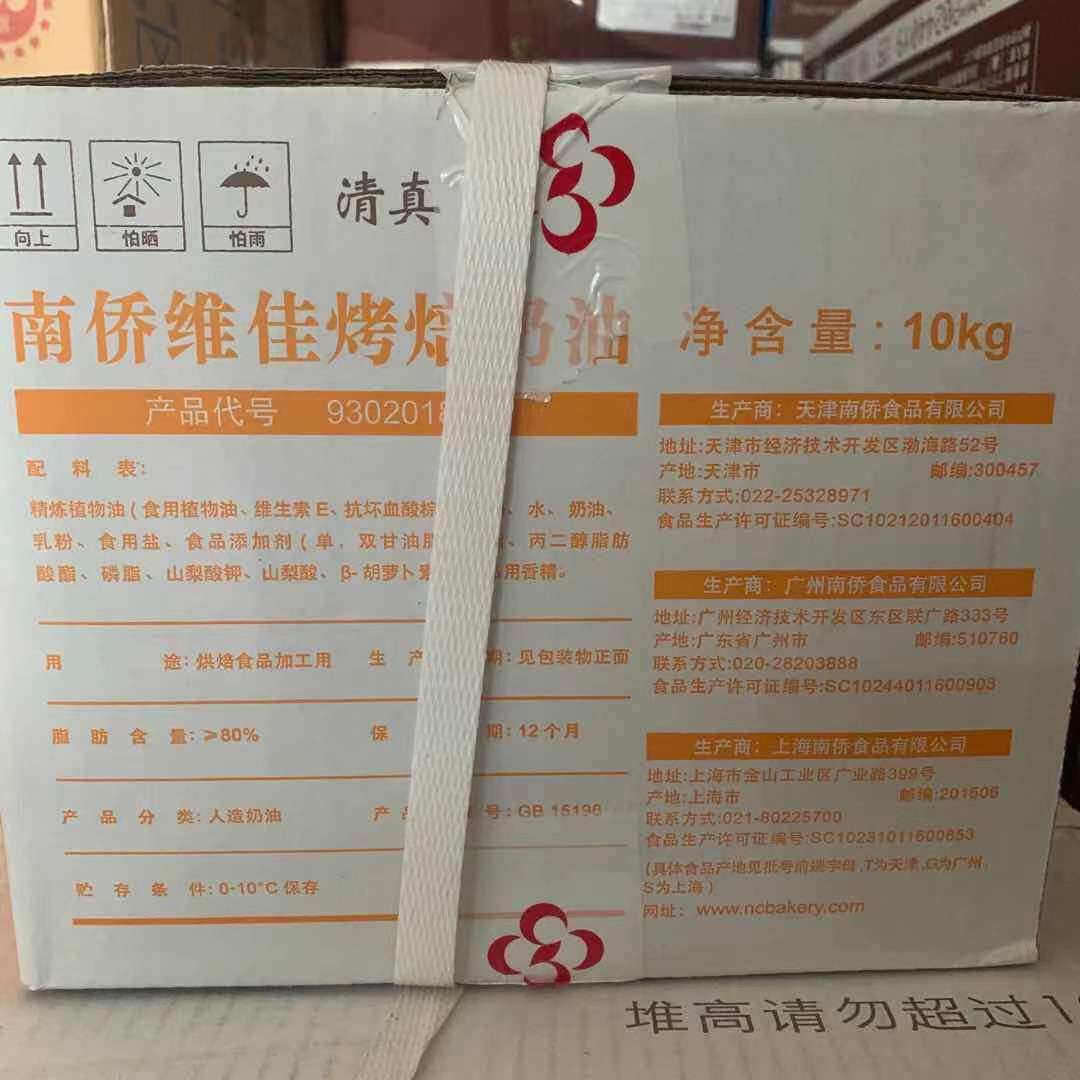 向上
怕晒
怕雨
清真
南侨维佳烤焙奶油
净含量:10kg
产品代号 9302018
配料表:
精炼植物油(食用植物油、维生素E、抗坏血酸棕 、水、奶油、
乳粉、食用盐、食品添加剂(单,双甘油脂 、丙二醇脂肪
酸酯、磷脂、山梨酸钾、山梨酸、β-胡萝卜素 用香精。
用途:烘焙食品加工用 生产 期:见包装物正面
脂肪含量:≥80% 保 期:12个月
产品分类:人造奶油 产 号:GB 15196
贮存条件:0-10°C保存
生产商:天津南侨食品有限公司
地址:天津市经济技术开发区渤海路52号
产地:天津市 邮编:300457
联系方式:022-25328971
食品生产许可证编号:SC10212011600404
生产商:广州南侨食品有限公司
地址:广州经济技术开发区东区联广路333号
产地:广东省广州市 邮编:510760
联系方式:020-28203888
食品生产许可证编号:SC10244011600903
生产商:上海南侨食品有限公司
地址:上海市金山工业区广业路399号
产地:上海市 邮编:201506
联系方式:021-80225700
食品生产许可证编号:SC10231011600853
(具体食品产地见批号前端字母,T为天津,G为广州,
S为上海)
网址: www.ncbakery.com
堆高请勿超过1